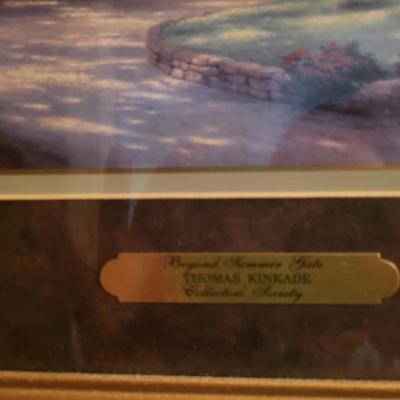 Beyond Summer Gate
THOMAS KINKADE
Collectors' Society